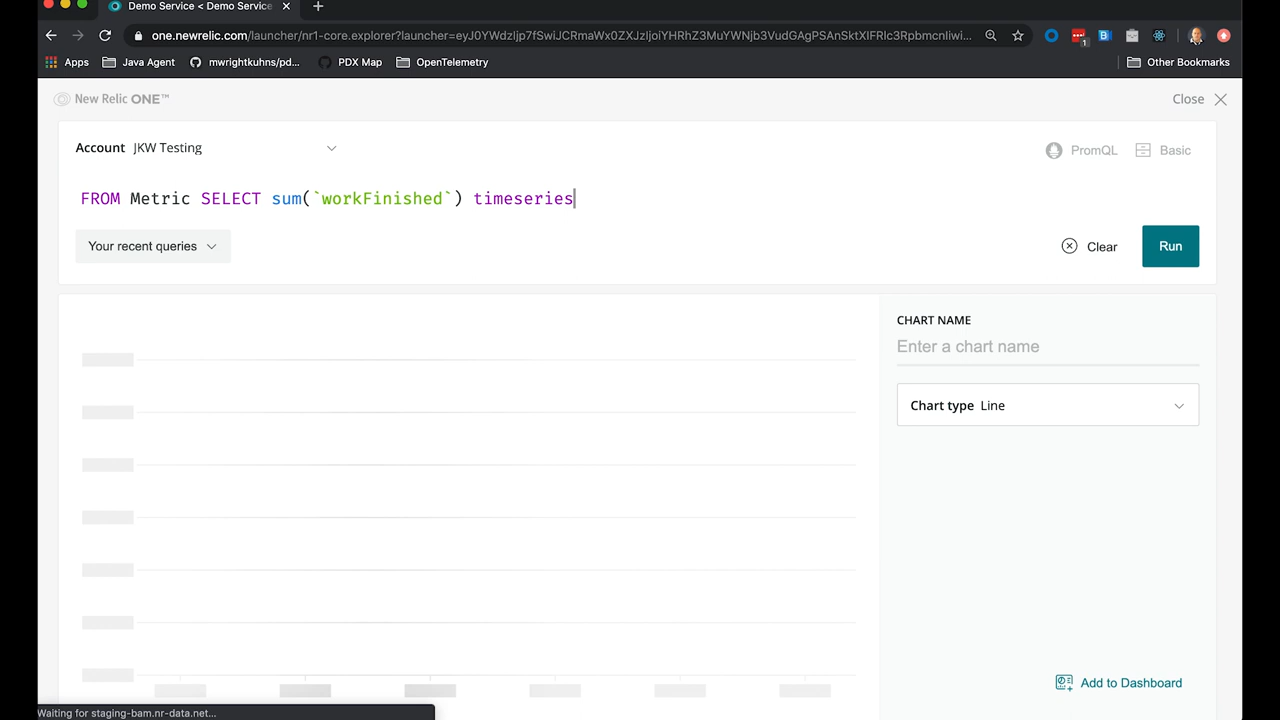 Demo Service < Demo Service
one.newrelic.com/launcher/nr1-core.explorer?launcher=eyJ0YWdzIjp7fSwiJCRmaWx0ZXJzIjoiYHRhZ3MuYWNjb3VudGAgPSAnSktXIFRlc3Rpbmcniiwi...
1
Apps Java Agent mwrightkuhns/pd... PDX Map OpenTelemetry Other Bookmarks
New Relic ONE™ Close
Account JKW Testing PromQL Basic
FROM Metric SELECT sum(`workFinished`) timeseries
Your recent queries Clear Run
CHART NAME
Enter a chart name
Chart type Line
Add to Dashboard
Waiting for staging-bam.nr-data.net...